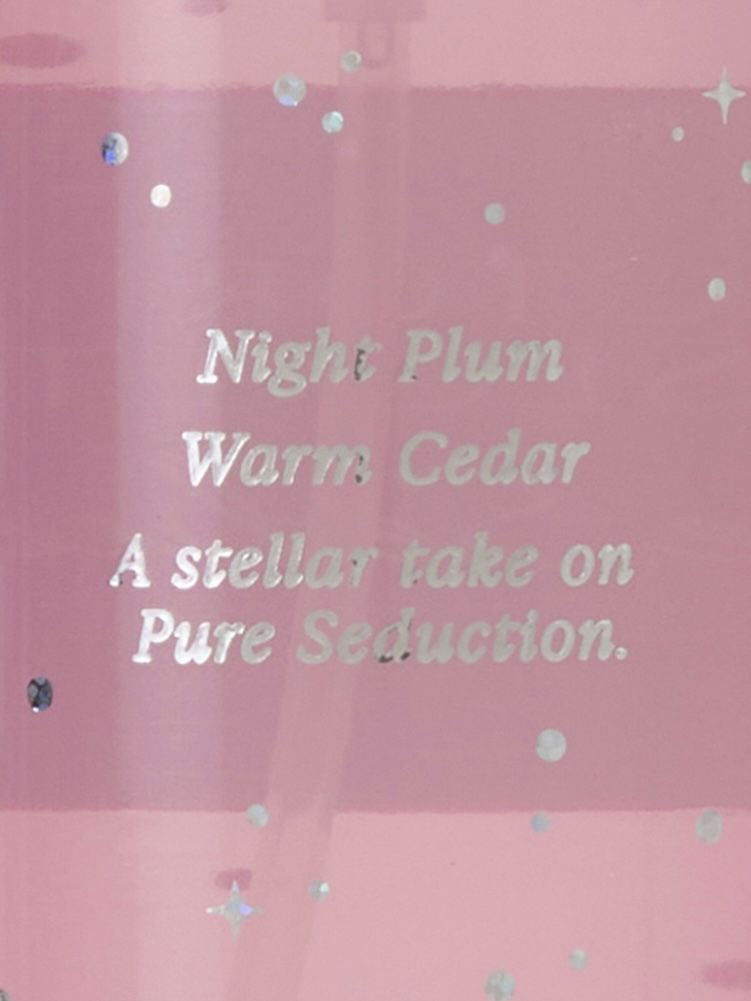 Night Plum
Warm Cedar
A stellar take on
Pure Seduction.